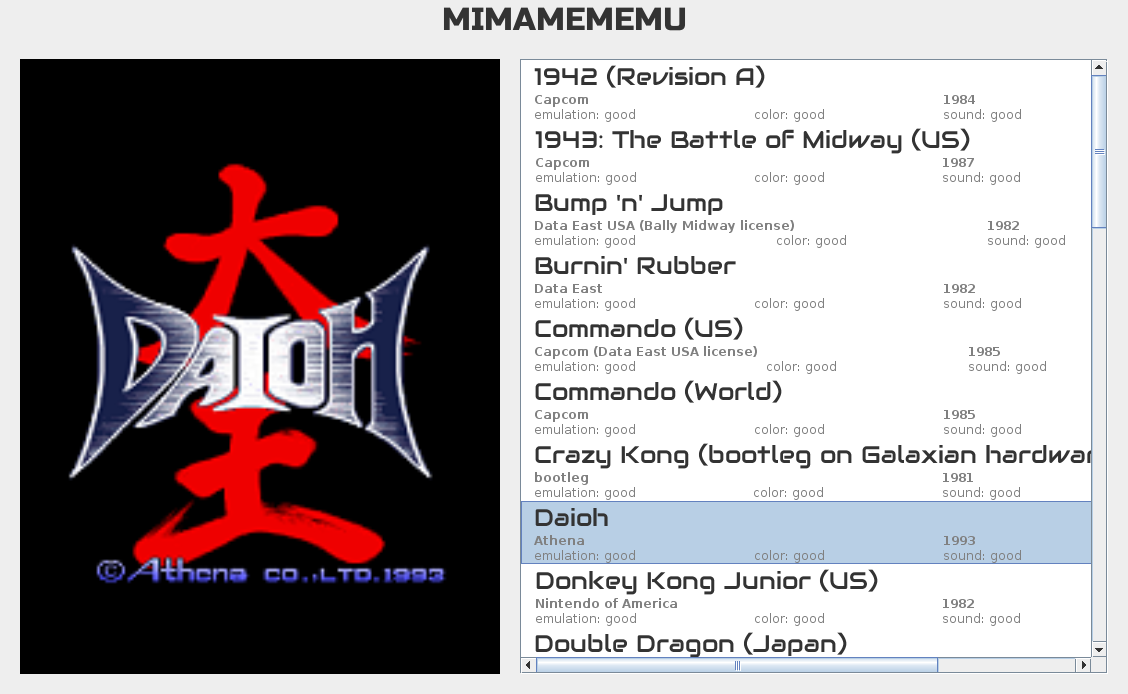 MIMAMEMEMU
大
DAIOH
王
© Athena CO.,LTD.1993
1942 (Revision A)
Capcom 1984
emulation: good color: good sound: good
1943: The Battle of Midway (US)
Capcom 1987
emulation: good color: good sound: good
Bump 'n' Jump
Data East USA (Bally Midway license) 1982
emulation: good color: good sound: good
Burnin' Rubber
Data East 1982
emulation: good color: good sound: good
Commando (US)
Capcom (Data East USA license) 1985
emulation: good color: good sound: good
Commando (World)
Capcom 1985
emulation: good color: good sound: good
Crazy Kong (bootleg on Galaxian hardwar
bootleg 1981
emulation: good color: good sound: good
Daioh
Athena 1993
emulation: good color: good sound: good
Donkey Kong Junior (US)
Nintendo of America 1982
emulation: good color: good sound: good
Double Dragon (Japan)